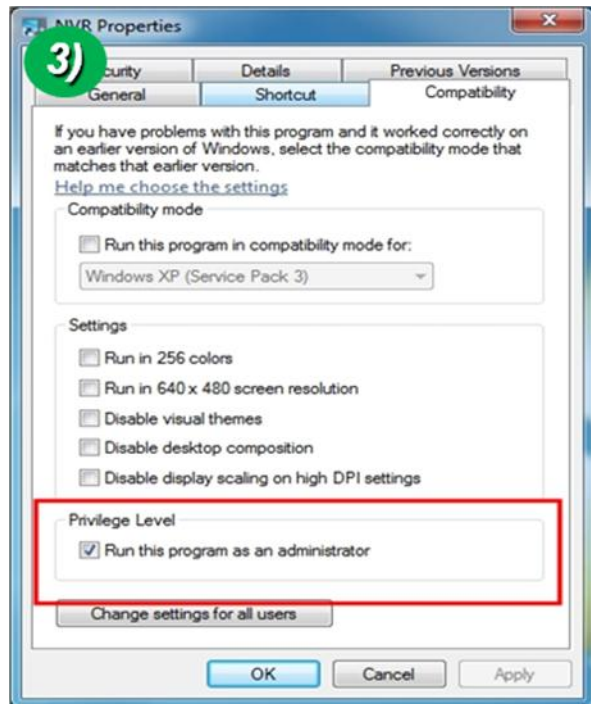 NVR Properties
3)
curity
Details
Previous Versions
General
Shortcut
Compatibility
If you have problems with this program and it worked correctly on
an earlier version of Windows, select the compatibility mode that
matches that earlier version.
Help me choose the settings
Compatibility mode
Run this program in compatibility mode for:
Windows XP (Service Pack 3)
Settings
Run in 256 colors
Run in 640 x 480 screen resolution
Disable visual themes
Disable desktop composition
Disable display scaling on high DPI settings
Privilege Level
Run this program as an administrator
Change settings for all users
OK
Cancel
Apply